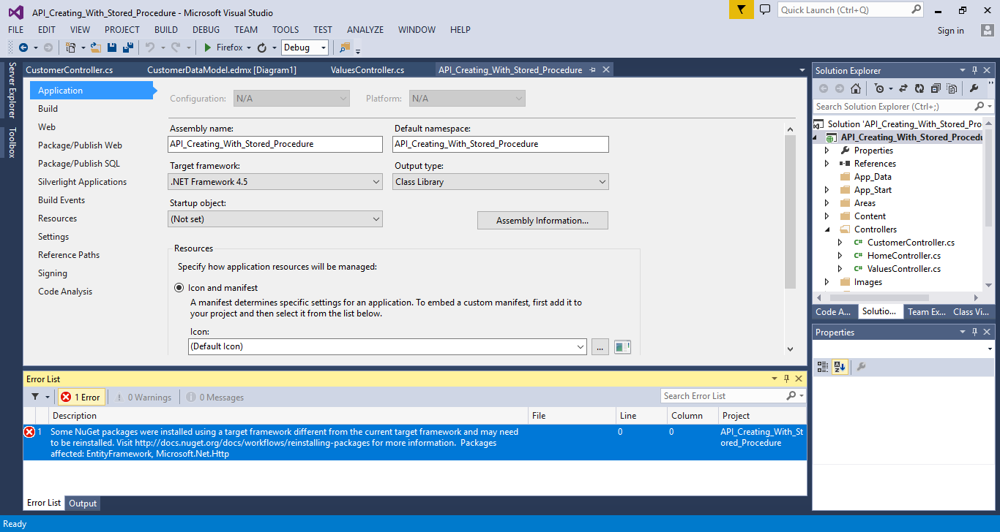 API_Creating_With_Stored_Procedure - Microsoft Visual Studio
Quick Launch (Ctrl+Q)
FILE EDIT VIEW PROJECT BUILD DEBUG TEAM TOOLS TEST ANALYZE WINDOW HELP
Sign in
Firefox Debug
Server Explorer
Toolbox
CustomerController.cs CustomerDataModel.edmx [Diagram1] ValuesController.cs API_Creating_With_Stored_Procedure
Application
Build
Web
Package/Publish Web
Package/Publish SQL
Silverlight Applications
Build Events
Resources
Settings
Reference Paths
Signing
Code Analysis
Configuration: N/A Platform: N/A
Assembly name: Default namespace:
API_Creating_With_Stored_Procedure API_Creating_With_Stored_Procedure
Target framework: Output type:
.NET Framework 4.5 Class Library
Startup object:
(Not set) Assembly Information...
Resources
Specify how application resources will be managed:
Icon and manifest
A manifest determines specific settings for an application. To embed a custom manifest, first add it to
your project and then select it from the list below.
Icon:
(Default Icon) ...
Solution Explorer
Search Solution Explorer (Ctrl+;)
Solution 'API_Creating_With_Stored_Pro
API_Creating_With_Stored_Procedu
Properties
References
App_Data
App_Start
Areas
Content
Controllers
C# CustomerController.cs
C# HomeController.cs
C# ValuesController.cs
Images
Code A... Solutio... Team Ex... Class Vi...
Properties
Error List
1 Error 0 Warnings 0 Messages
Search Error List
Description File Line Column Project
1 Some NuGet packages were installed using a target framework different from the current target framework and may need 0 0 API_Creating_With_St
to be reinstalled. Visit http://docs.nuget.org/docs/workflows/reinstalling-packages for more information. Packages ored_Procedure
affected: EntityFramework, Microsoft.Net.Http
Error List Output
Ready